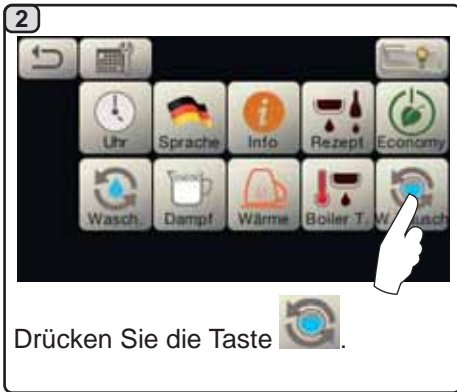 2
Uhr Sprache Info Rezept Economy
Wasch. Dampf Wärme Boiler T.
Drücken Sie die Taste .